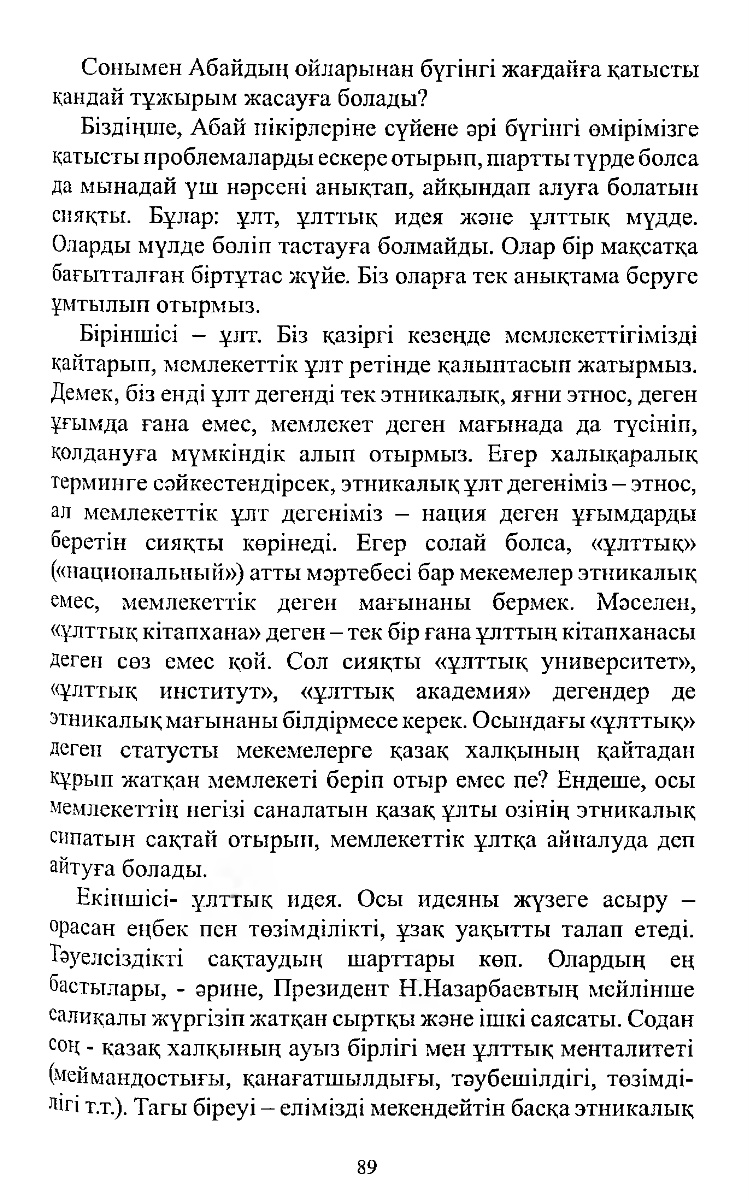 Сонымен Абайдың ойларынан бүгінгі жағдайға қатысты
қандай тұжырым жасауға болады?
Біздіңше, Абай пікірлеріне сүйене әрі бүгінгі өмірімізге
қатысты проблемаларды ескере отырып, шартты түрде болса
да мынадай үш нәрсені анықтап, айқындап алуға болатын
сияқты. Бұлар: ұлт, ұлттық идея және ұлттық мүдде.
Оларды мүлде бөліп тастауға болмайды. Олар бір мақсатқа
бағытталған біртұтас жүйе. Біз оларға тек анықтама беруге
ұмтылып отырмыз.
Біріншісі – ұлт. Біз қазіргі кезеңде мемлекеттігімізді
қайтарып, мемлекеттік ұлт ретінде қалыптасып жатырмыз.
Демек, біз енді ұлт дегенді тек этникалық, яғни этнос, деген
ұғымда ғана емес, мемлекет деген мағынада да түсініп,
қолдануға мүмкіндік алып отырмыз. Егер халықаралық
терминге сәйкестендірсек, этникалық ұлт дегеніміз – этнос,
ал мемлекеттік ұлт дегеніміз – нация деген ұғымдарды
беретін сияқты көрінеді. Егер солай болса, «ұлттық»
(«национальный») атты мәртебесі бар мекемелер этникалық
емес, мемлекеттік деген мағынаны бермек. Мәселен,
«ұлттық кітапхана» деген – тек бір ғана ұлттың кітапханасы
деген сөз емес қой. Сол сияқты «ұлттық университет»,
«ұлттық институт», «ұлттық академия» дегендер де
этникалық мағынаны білдірмесе керек. Осындағы «ұлттық»
деген статусты мекемелерге қазақ халқының қайтадан
құрып жатқан мемлекеті беріп отыр емес пе? Ендеше, осы
мемлекеттің негізі саналатын қазақ ұлты өзінің этникалық
сипатын сақтай отырып, мемлекеттік ұлтқа айналуда деп
айтуға болады.
Екіншісі- ұлттық идея. Осы идеяны жүзеге асыру –
орасан еңбек пен төзімділікті, ұзақ уақытты талап етеді.
Тәуелсіздікті сақтаудың шарттары көп. Олардың ең
бастылары, - әрине, Президент Н.Назарбаевтың мейлінше
салиқалы жүргізіп жатқан сыртқы және ішкі саясаты. Содан
соң - қазақ халқының ауыз бірлігі мен ұлттық менталитеті
(меймандостығы, қанағатшылдығы, тәубешілдігі, төзімді-
лігі т.т.). Тағы біреуі – елімізді мекендейтін басқа этникалық
89